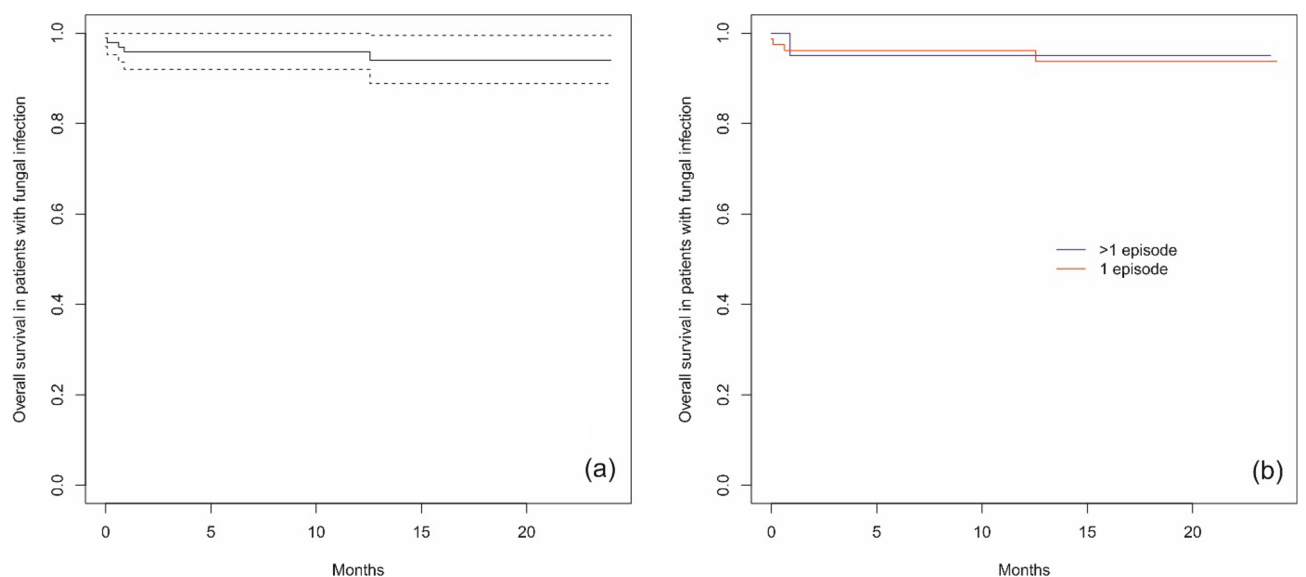 Overall survival in patients with fungal infection
1.0
0.8
0.6
0.4
0.2
0.0
0 5 10 15 20
Months
(a)
Overall survival in patients with fungal infection
1.0
0.8
0.6
0.4
0.2
0.0
>1 episode
1 episode
0 5 10 15 20
Months
(b)